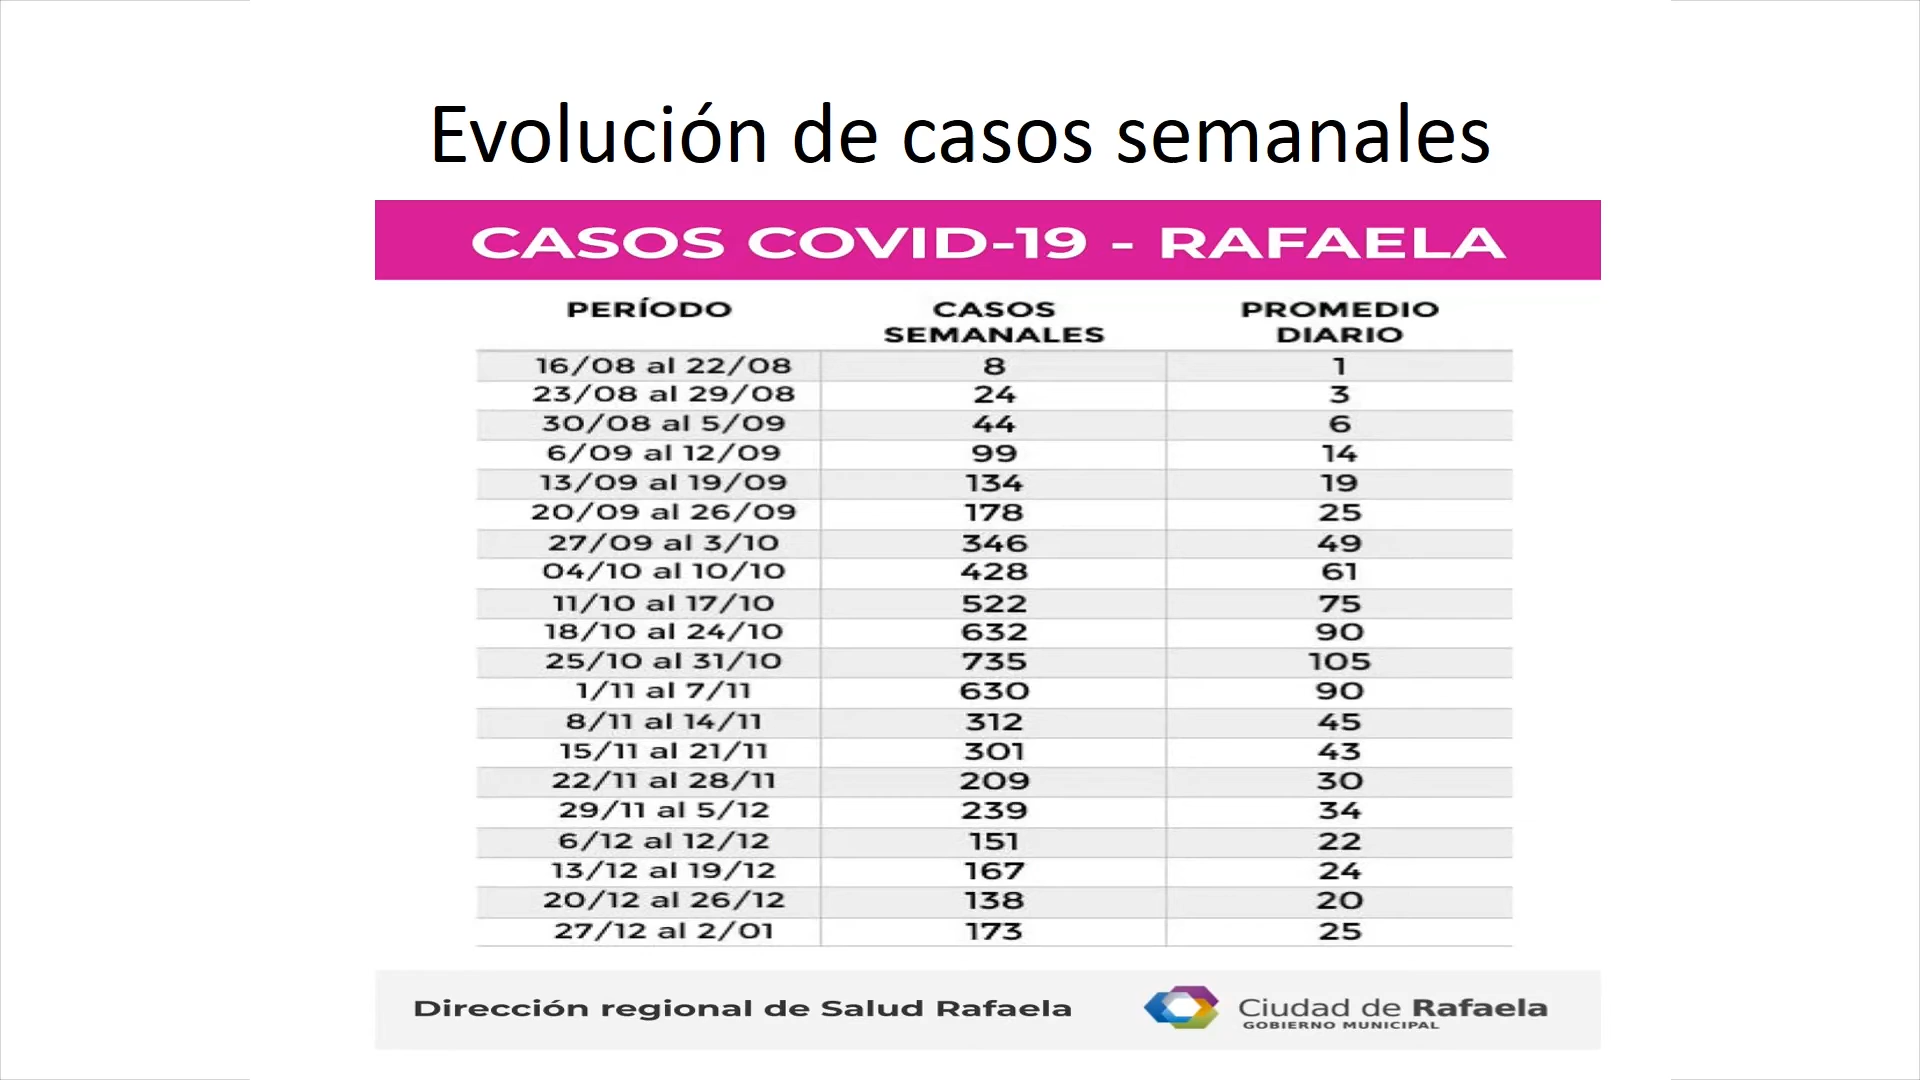 Evolución de casos semanales
CASOS COVID-19 - RAFAELA
PERÍODO CASOS SEMANALES PROMEDIO DIARIO
16/08 al 22/08 8 1
23/08 al 29/08 24 3
30/08 al 5/09 44 6
6/09 al 12/09 99 14
13/09 al 19/09 134 19
20/09 al 26/09 178 25
27/09 al 3/10 346 49
04/10 al 10/10 428 61
11/10 al 17/10 522 75
18/10 al 24/10 632 90
25/10 al 31/10 735 105
1/11 al 7/11 630 90
8/11 al 14/11 312 45
15/11 al 21/11 301 43
22/11 al 28/11 209 30
29/11 al 5/12 239 34
6/12 al 12/12 151 22
13/12 al 19/12 167 24
20/12 al 26/12 138 20
27/12 al 2/01 173 25
Dirección regional de Salud Rafaela
Ciudad de Rafaela
GOBIERNO MUNICIPAL